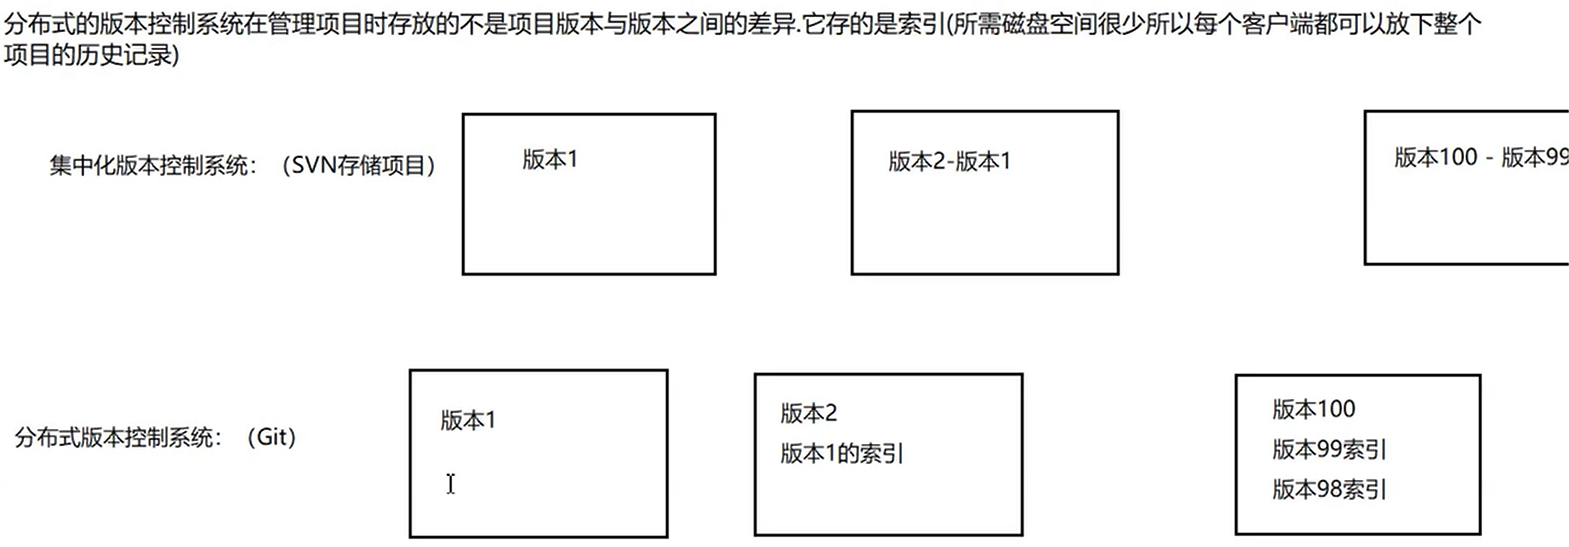 分布式的版本控制系统在管理项目时存放的不是项目版本与版本之间的差异.它存的是索引(所需磁盘空间很少所以每个客户端都可以放下整个
项目的历史记录)
集中化版本控制系统：（SVN存储项目）
版本1
版本2-版本1
版本100 - 版本99
分布式版本控制系统：（Git）
版本1
版本2
版本1的索引
版本100
版本99索引
版本98索引